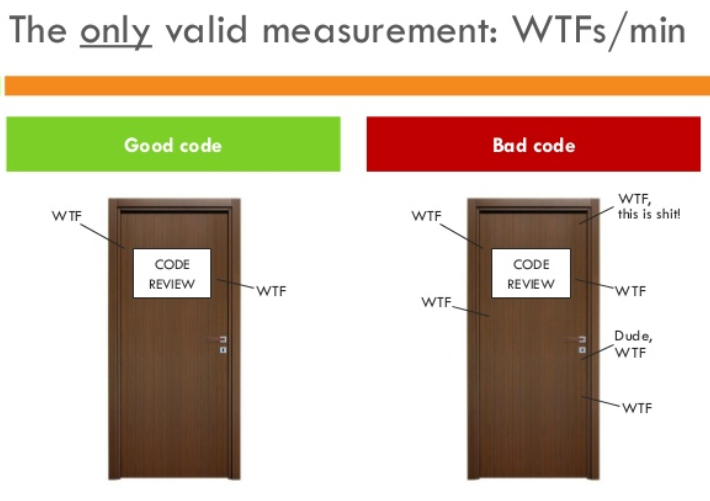 The only valid measurement: WTFs/min
Good code
Bad code
WTF
CODE
REVIEW
WTF
WTF
WTF,
this is shit!
CODE
REVIEW
WTF
WTF
Dude,
WTF
WTF